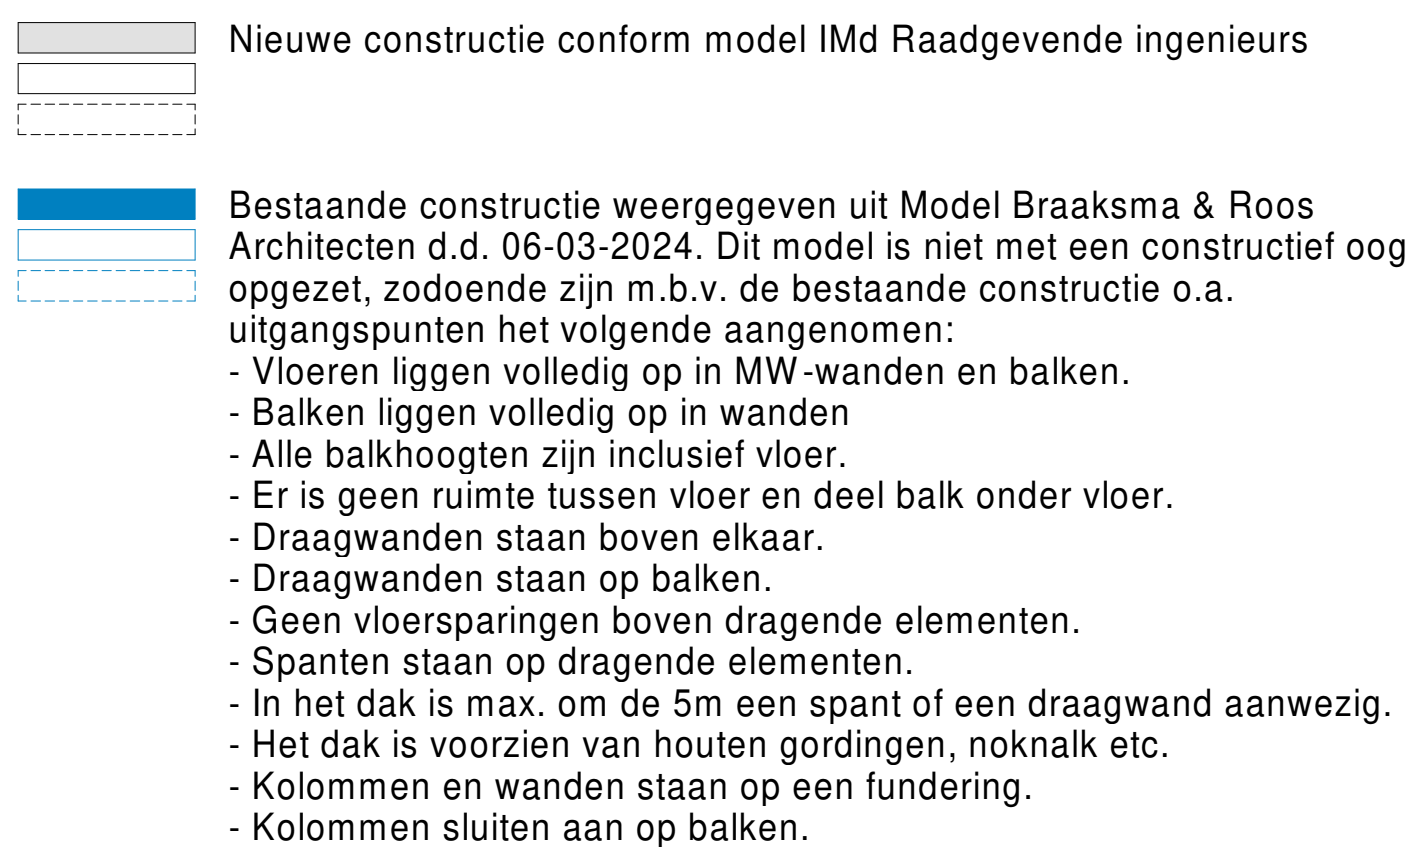 Nieuwe constructie conform model IMd Raadgevende ingenieurs
Bestaande constructie weergegeven uit Model Braaksma & Roos
Architecten d.d. 06-03-2024. Dit model is niet met een constructief oog
opgezet, zodoende zijn m.b.v. de bestaande constructie o.a.
uitgangspunten het volgende aangenomen:
- Vloeren liggen volledig op in MW-wanden en balken.
- Balken liggen volledig op in wanden
- Alle balkhoogten zijn inclusief vloer.
- Er is geen ruimte tussen vloer en deel balk onder vloer.
- Draagwanden staan boven elkaar.
- Draagwanden staan op balken.
- Geen vloersparingen boven dragende elementen.
- Spanten staan op dragende elementen.
- In het dak is max. om de 5m een spant of een draagwand aanwezig.
- Het dak is voorzien van houten gordingen, noknalk etc.
- Kolommen en wanden staan op een fundering.
- Kolommen sluiten aan op balken.